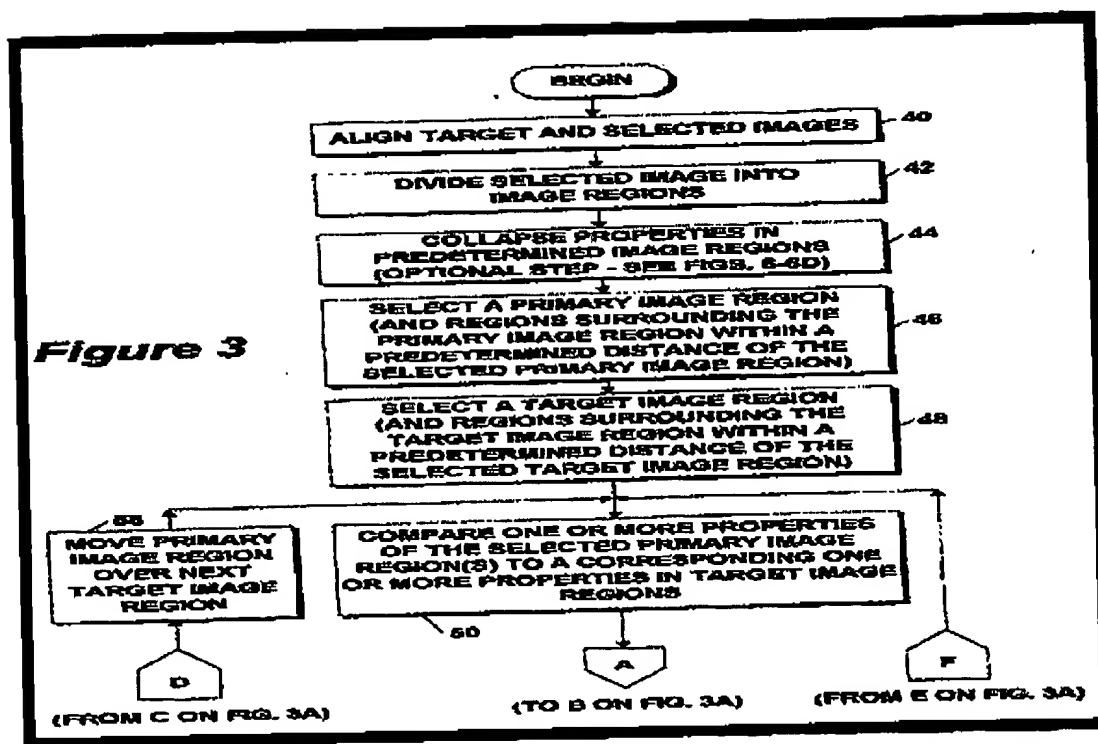 BEGIN
ALIGN TARGET AND SELECTED IMAGES
40
DIVIDE SELECTED IMAGE INTO
IMAGE REGIONS
42
COLLAPSE PROPERTIES IN
PREDETERMINED IMAGE REGIONS
(OPTIONAL STEP - SEE FIGS. 6-6D)
44
SELECT A PRIMARY IMAGE REGION
(AND REGIONS SURROUNDING THE
PRIMARY IMAGE REGION WITHIN A
PREDETERMINED DISTANCE OF THE
SELECTED PRIMARY IMAGE REGION)
46
Figure 3
SELECT A TARGET IMAGE REGION
(AND REGIONS SURROUNDING THE
TARGET IMAGE REGION WITHIN A
PREDETERMINED DISTANCE OF THE
SELECTED TARGET IMAGE REGION)
48
MOVE PRIMARY
IMAGE REGION
OVER NEXT
TARGET IMAGE
REGION
COMPARE ONE OR MORE PROPERTIES
OF THE SELECTED PRIMARY IMAGE
REGION(S) TO A CORRESPONDING ONE
OR MORE PROPERTIES IN TARGET IMAGE
REGIONS
50
D
A
F
(FROM C ON FIG. 3A)
(TO B ON FIG. 3A)
(FROM E ON FIG. 3A)